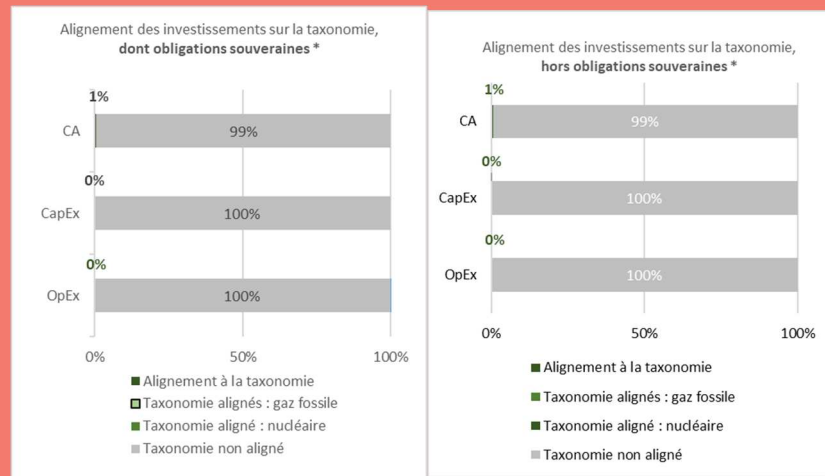 Alignement des investissements sur la taxonomie,
dont obligations souveraines *
1%
CA
99%
0%
CapEx
100%
0%
OpEx
100%
0%
50%
100%
Alignement à la taxonomie
Taxonomie alignés : gaz fossile
Taxonomie aligné : nucléaire
Taxonomie non aligné
Alignement des investissements sur la taxonomie,
hors obligations souveraines *
1%
CA
99%
0%
CapEx
100%
0%
OpEx
100%
0%
50%
100%
Alignement à la taxonomie
Taxonomie alignés : gaz fossile
Taxonomie aligné : nucléaire
Taxonomie non aligné